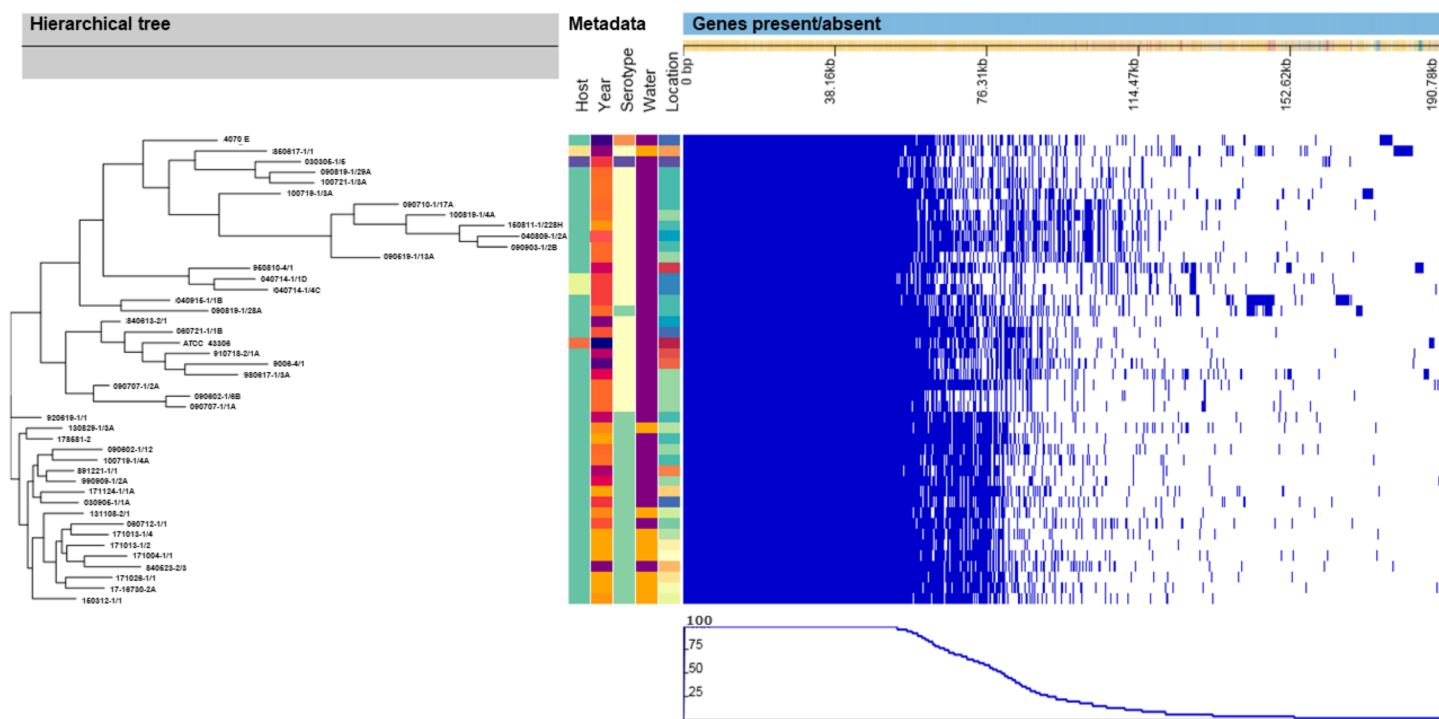 Hierarchical tree
Metadata
Genes present/absent
Host
Year
Serotype
Water
Location
0 bp
38.16kb
76.31kb
114.47kb
152.62kb
190.78kb
4070_E
850617-1/1
030305-1/5
090819-1/29A
100721-1/3A
100719-1/3A
090710-1/17A
100819-1/4A
150811-1/228H
040809-1/2A
090903-1/2B
090519-1/13A
950810-4/1
040714-1/1D
040714-1/4C
040915-1/1B
090819-1/28A
840613-2/1
060721-1/1B
ATCC_43306
910718-2/1A
9006-4/1
980617-1/3A
090707-1/2A
090602-1/6B
090707-1/1A
920619-1/1
130829-1/3A
178581-2
090602-1/12
100719-1/4A
891221-1/1
990909-1/2A
171124-1/1A
030905-1/1A
131105-2/1
060712-1/1
171013-1/4
171013-1/2
171004-1/1
840523-2/3
171026-1/1
17-16730-2A
150312-1/1
100
75
50
25